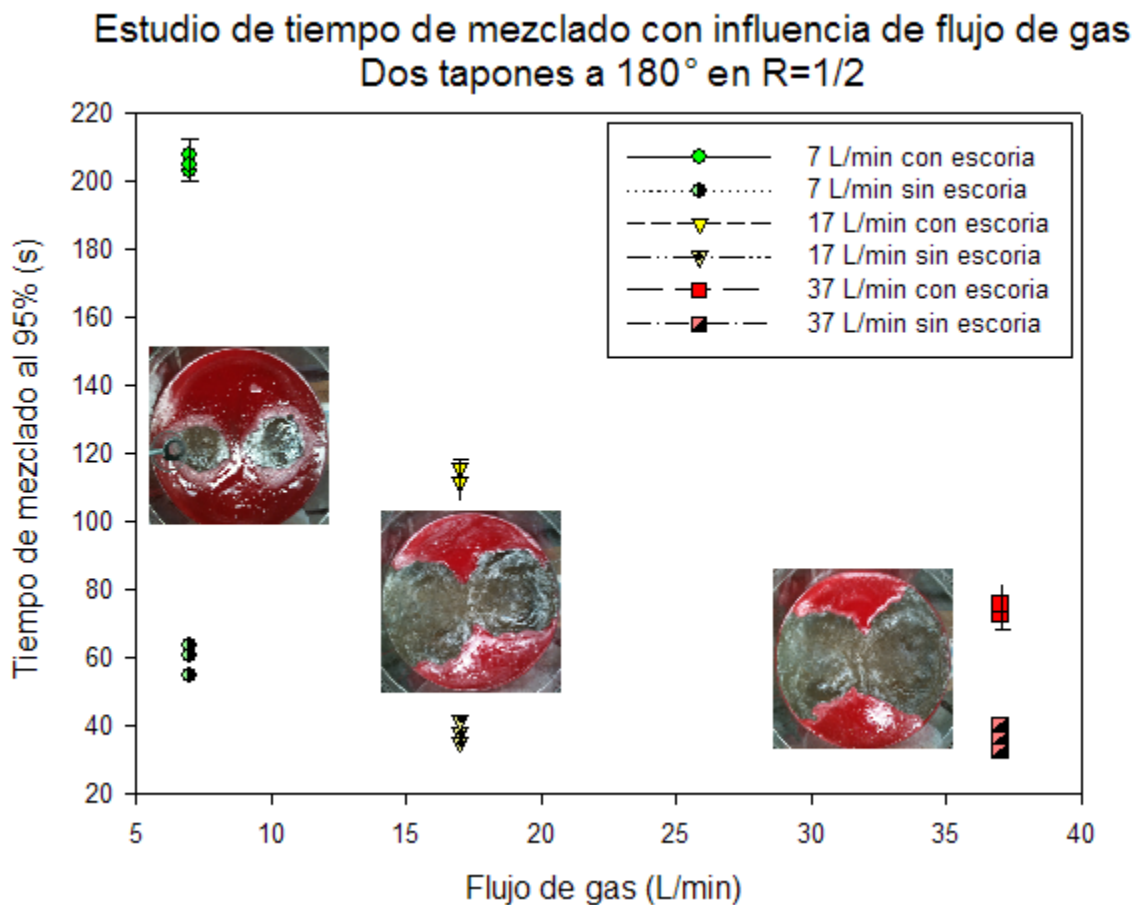 Estudio de tiempo de mezclado con influencia de flujo de gas
Dos tapones a 180° en R=1/2
Tiempo de mezclado al 95% (s)
220
200
180
160
140
120
100
80
60
40
20
7 L/min con escoria
7 L/min sin escoria
17 L/min con escoria
17 L/min sin escoria
37 L/min con escoria
37 L/min sin escoria
5 10 15 20 25 30 35 40
Flujo de gas (L/min)